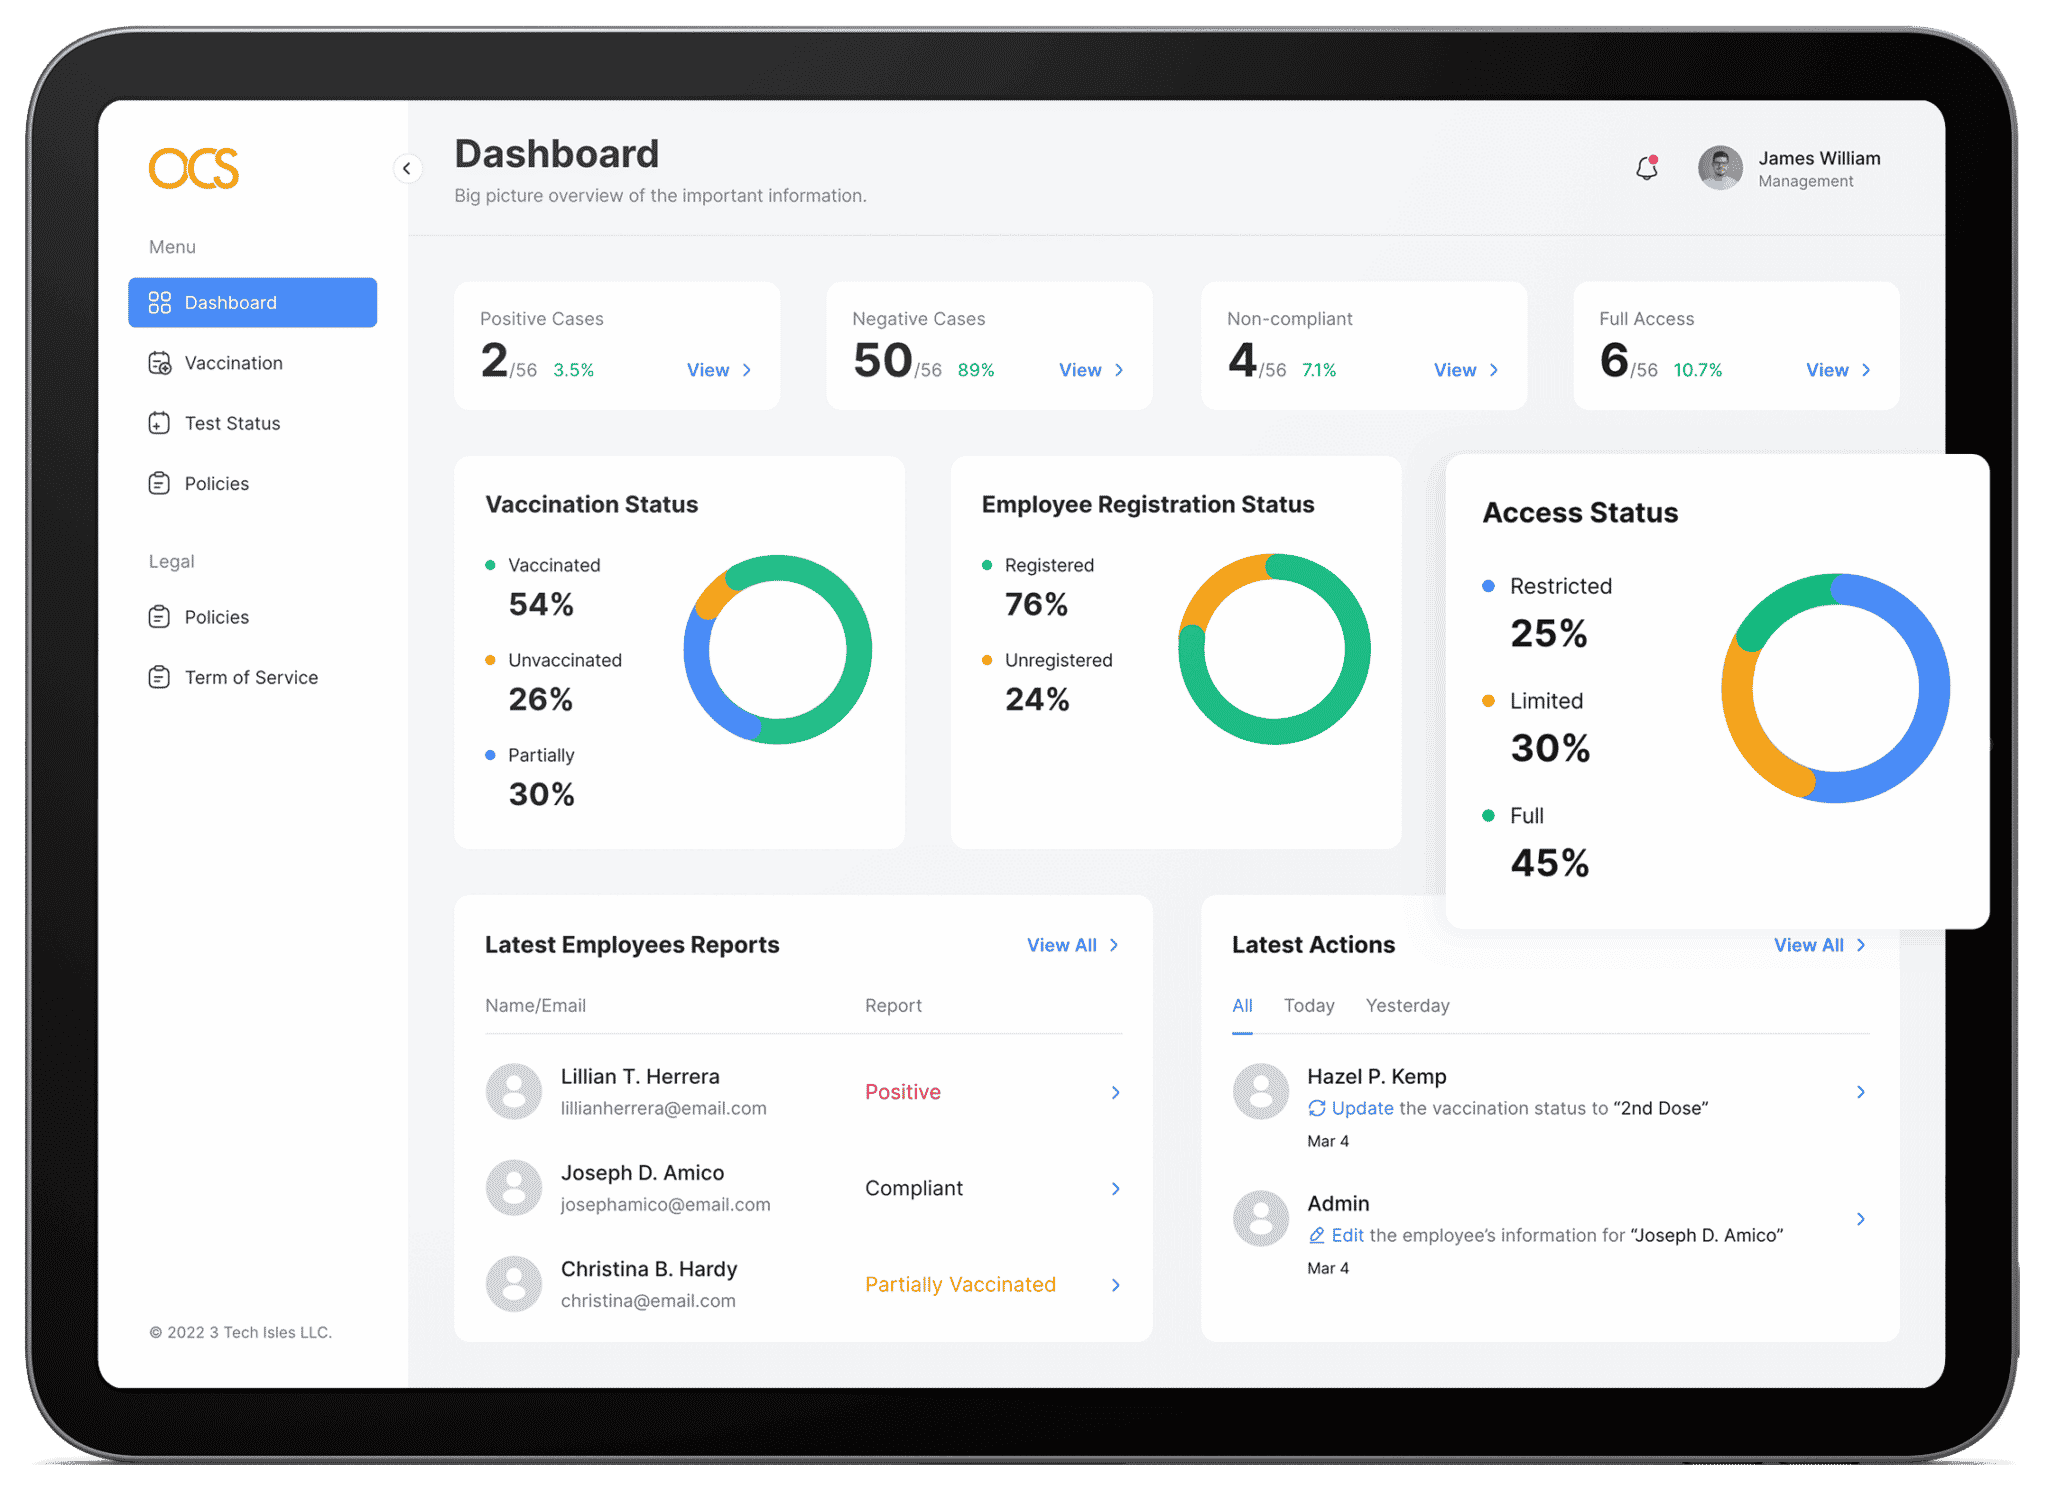 OCS
Menu
Dashboard
Vaccination
Test Status
Policies
Legal
Policies
Term of Service
© 2022 3 Tech Isles LLC.
Dashboard
Big picture overview of the important information.
James William
Management
Positive Cases
2/56 3.5% View
Negative Cases
50/56 89% View
Non-compliant
4/56 7.1% View
Full Access
6/56 10.7% View
Vaccination Status
Vaccinated
54%
Unvaccinated
26%
Partially
30%
Employee Registration Status
Registered
76%
Unregistered
24%
Access Status
Restricted
25%
Limited
30%
Full
45%
Latest Employees Reports View All
Name/Email Report
Lillian T. Herrera
lillianherrera@email.com
Positive
Joseph D. Amico
josephamico@email.com
Compliant
Christina B. Hardy
christina@email.com
Partially Vaccinated
Latest Actions View All
All Today Yesterday
Hazel P. Kemp
Update the vaccination status to “2nd Dose”
Mar 4
Admin
Edit the employee’s information for “Joseph D. Amico”
Mar 4